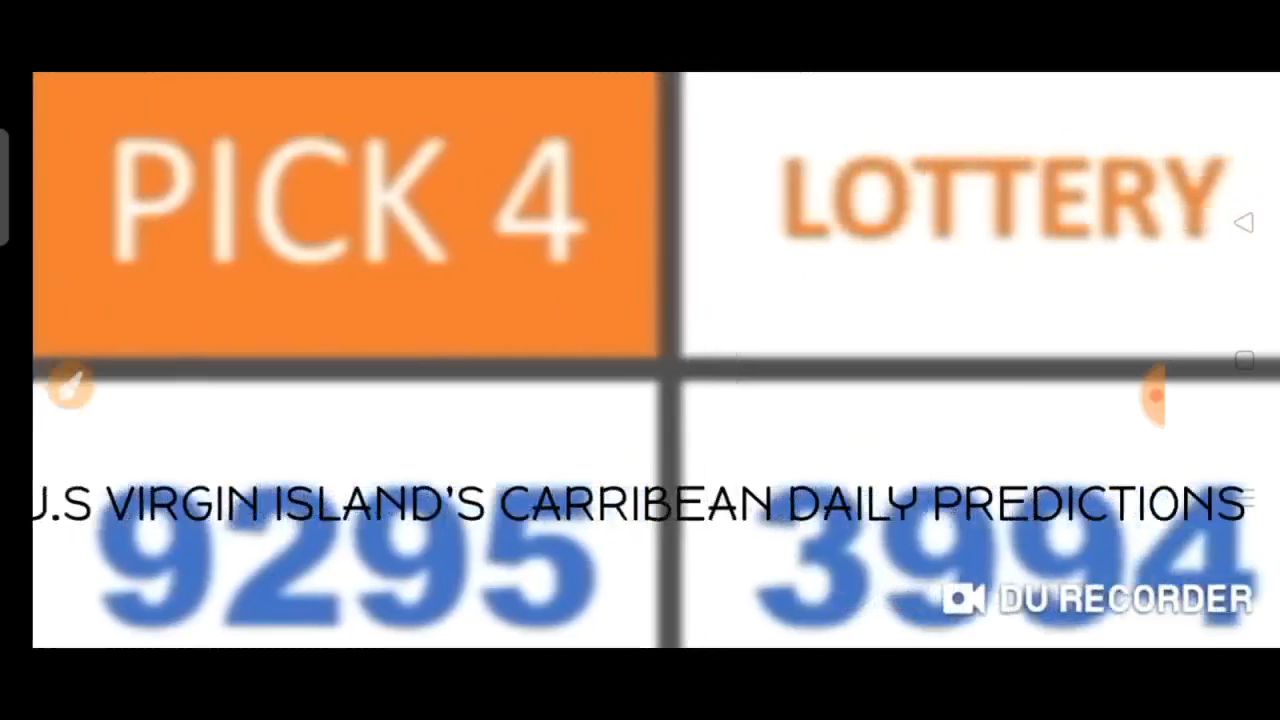 PICK 4
LOTTERY
U.S VIRGIN ISLAND'S CARRIBEAN DAILY PREDICTIONS
9295
3994
DU RECORDER